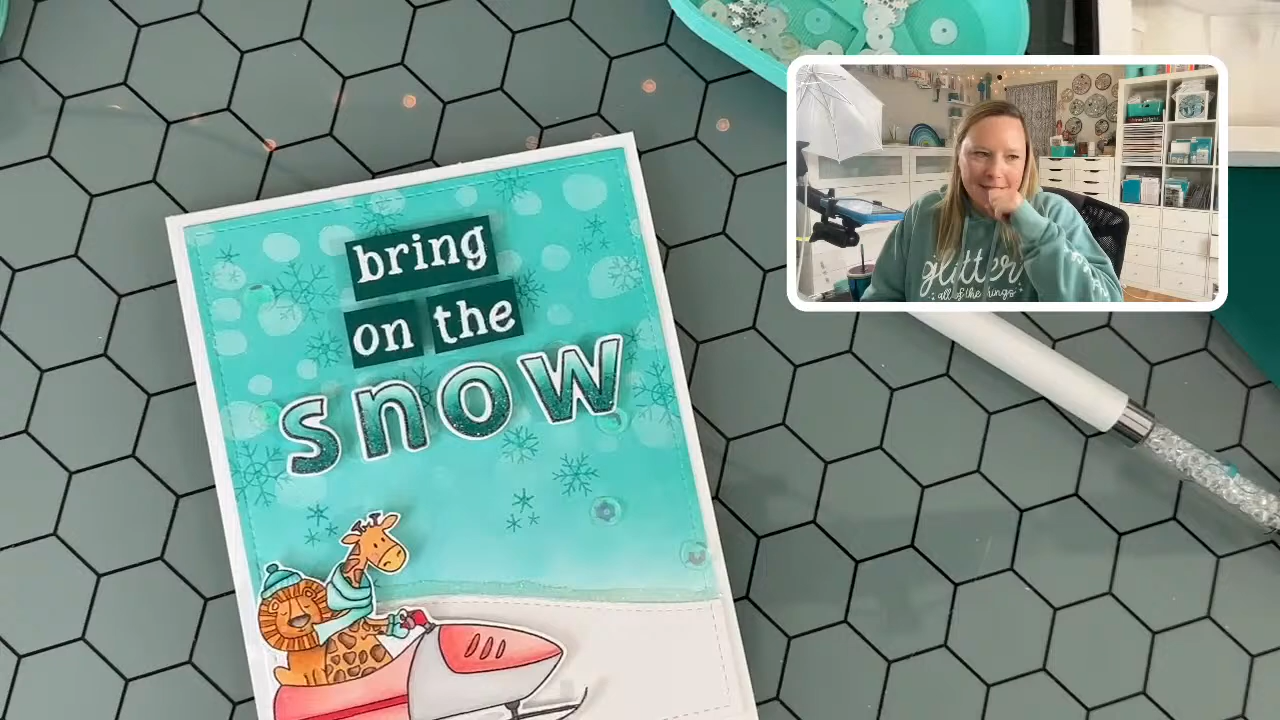 bring
on the
snow
glitter
all of the things